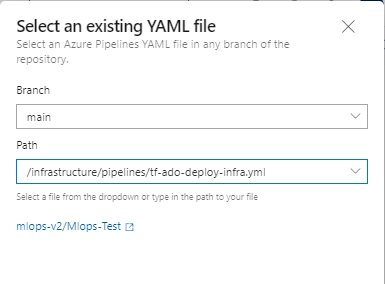 Select an existing YAML file
Select an Azure Pipelines YAML file in any branch of the
repository.
Branch
main
Path
/infrastructure/pipelines/tf-ado-deploy-infra.yml
Select a file from the dropdown or type in the path to your file
mlops-v2/Mlops-Test